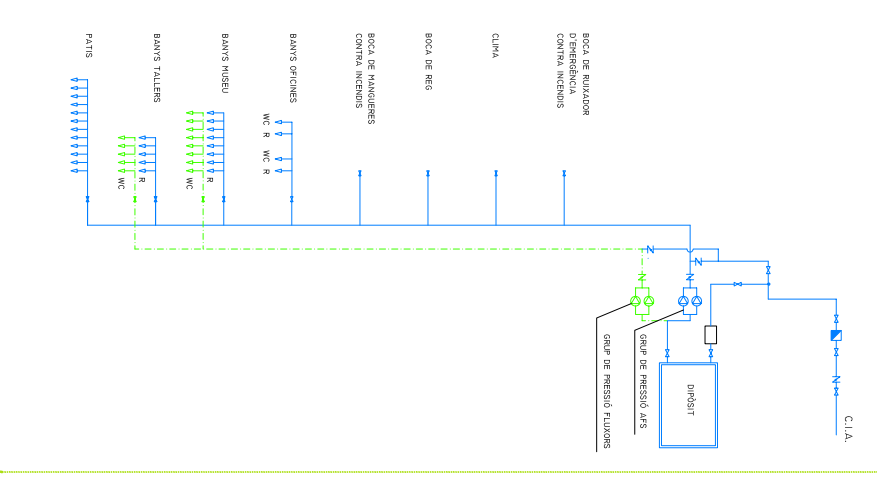 PATIS
BANYS TALLERS
BANYS MUSEU
BANYS OFICINES
BOCA DE MANGUERES
CONTRA INCENDIS
BOCA DE REG
CLIMA
BOCA DE RUIXADOR
D'EMERGÈNCIA
CONTRA INCENDIS
WC
R
WC
R
WC
R
WC
R
GRUP DE PRESSIÓ FLUXORS
GRUP DE PRESSIÓ AFS
DIPÒSIT
C.I.A.